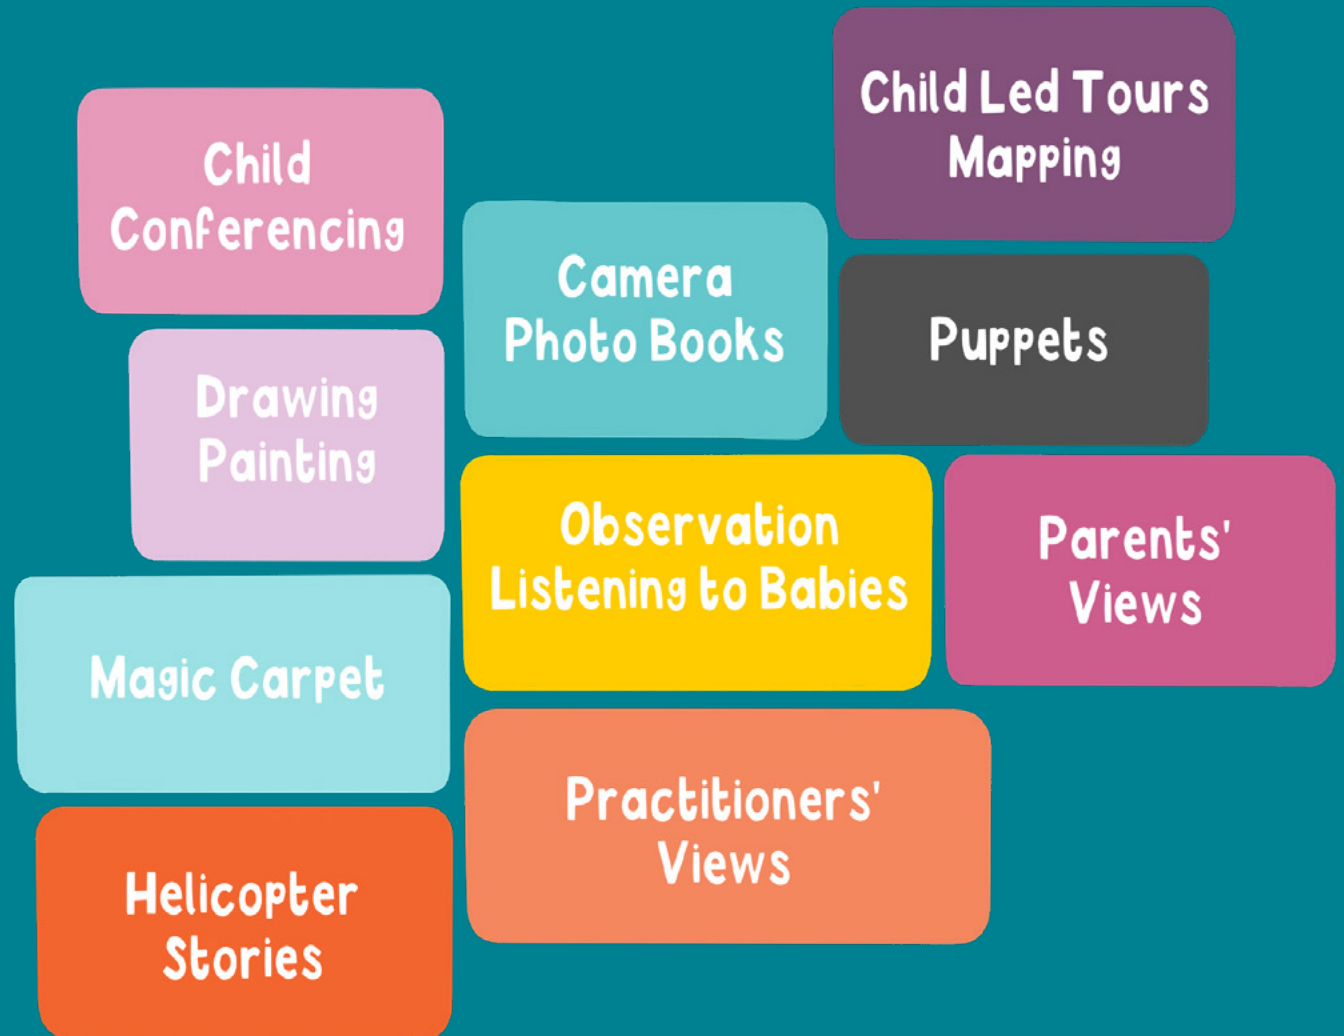 Child Led Tours
Mapping
Child
Conferencing
Camera
Photo Books
Puppets
Drawing
Painting
Observation
Listening to Babies
Parents'
Views
Magic Carpet
Practitioners'
Views
Helicopter
Stories